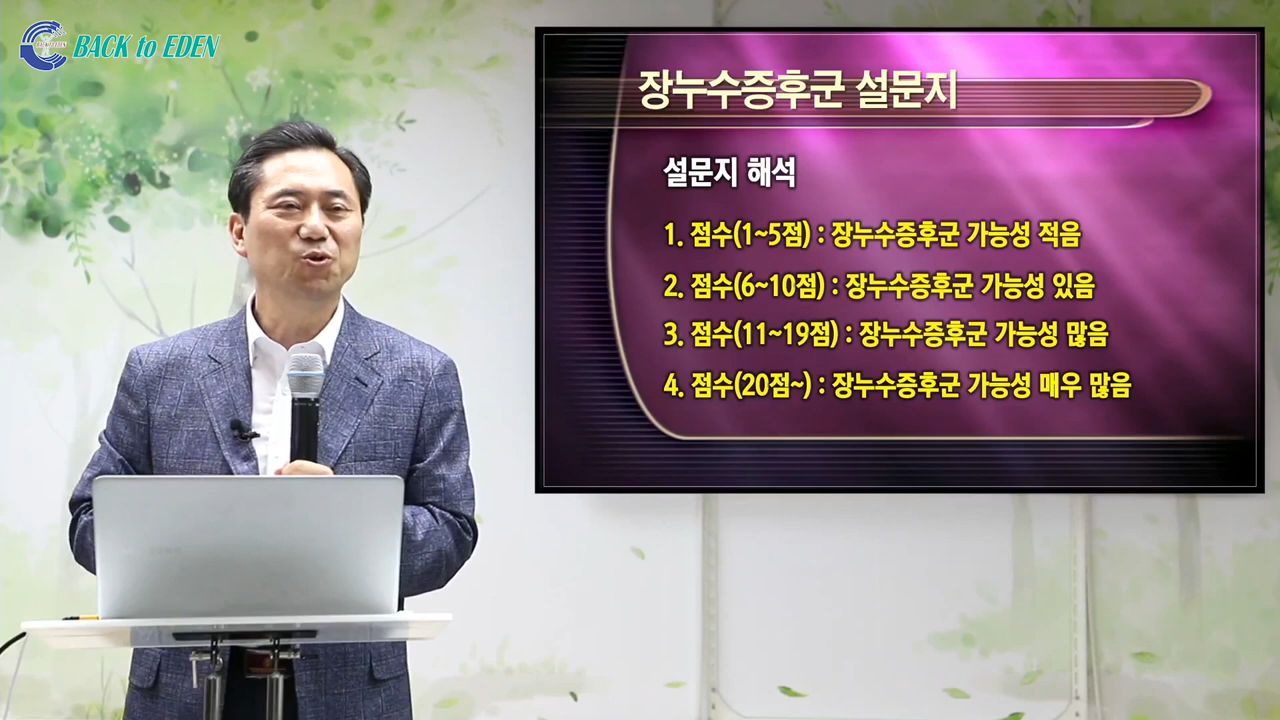 BACK to EDEN
장누수증후군 설문지
설문지 해석
1. 점수(1~5점) : 장누수증후군 가능성 적음
2. 점수(6~10점) : 장누수증후군 가능성 있음
3. 점수(11~19점) : 장누수증후군 가능성 많음
4. 점수(20점~) : 장누수증후군 가능성 매우 많음